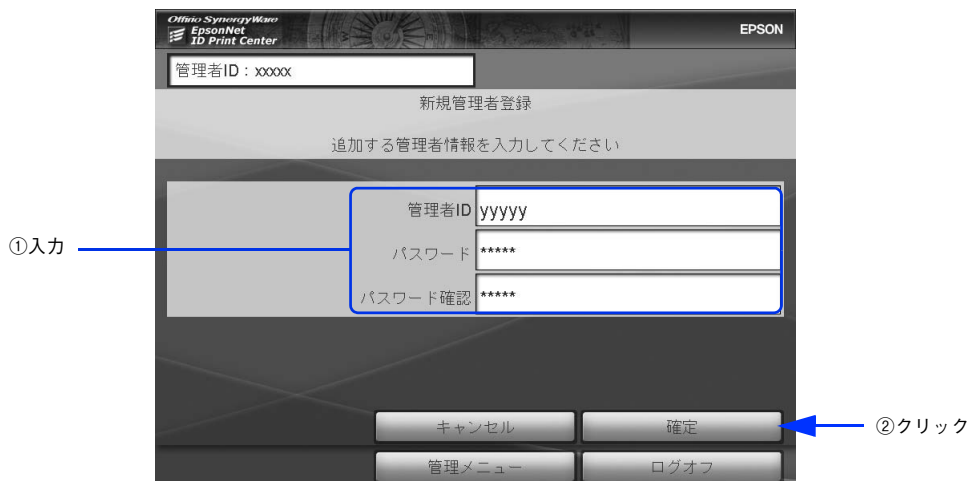 Offirio SynergyWare
EpsonNet
ID Print Center
EPSON
管理者ID：xxxxx
新規管理者登録
追加する管理者情報を入力してください
管理者ID yyyyy
①入力
パスワード *****
パスワード確認 *****
キャンセル 確定
②クリック
管理メニュー ログオフ